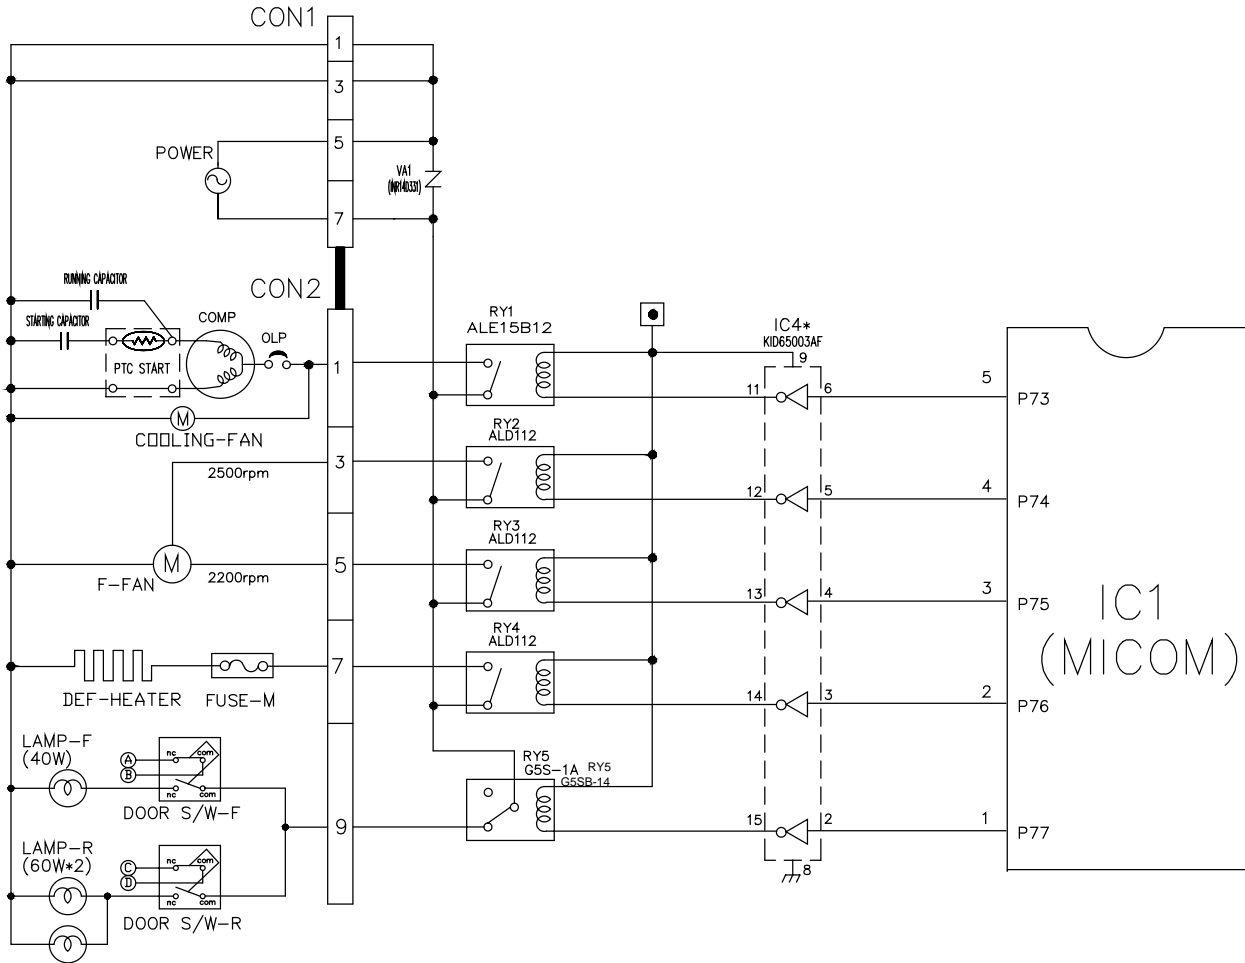 CON1
1
3
5
7
POWER
VA1
(INR14D331)
CON2
RUNNING CAPACITOR
STARTING CAPACITOR
COMP
OLP
PTC START
M
COOLING-FAN
1
2500rpm
3
M
F-FAN
2200rpm
5
DEF-HEATER
FUSE-M
7
LAMP-F
(40W)
A
B
nc
com
nc
com
DOOR S/W-F
9
LAMP-R
(60W*2)
C
D
nc
com
nc
com
DOOR S/W-R
RY1
ALE15B12
RY2
ALD112
RY3
ALD112
RY4
ALD112
RY5
G5S-1A
RY5
G5SB-14
IC4*
KID65003AF
9
11
6
12
5
13
4
14
3
15
2
8
5
P73
4
P74
3
P75
2
P76
1
P77
IC1
(MICOM)